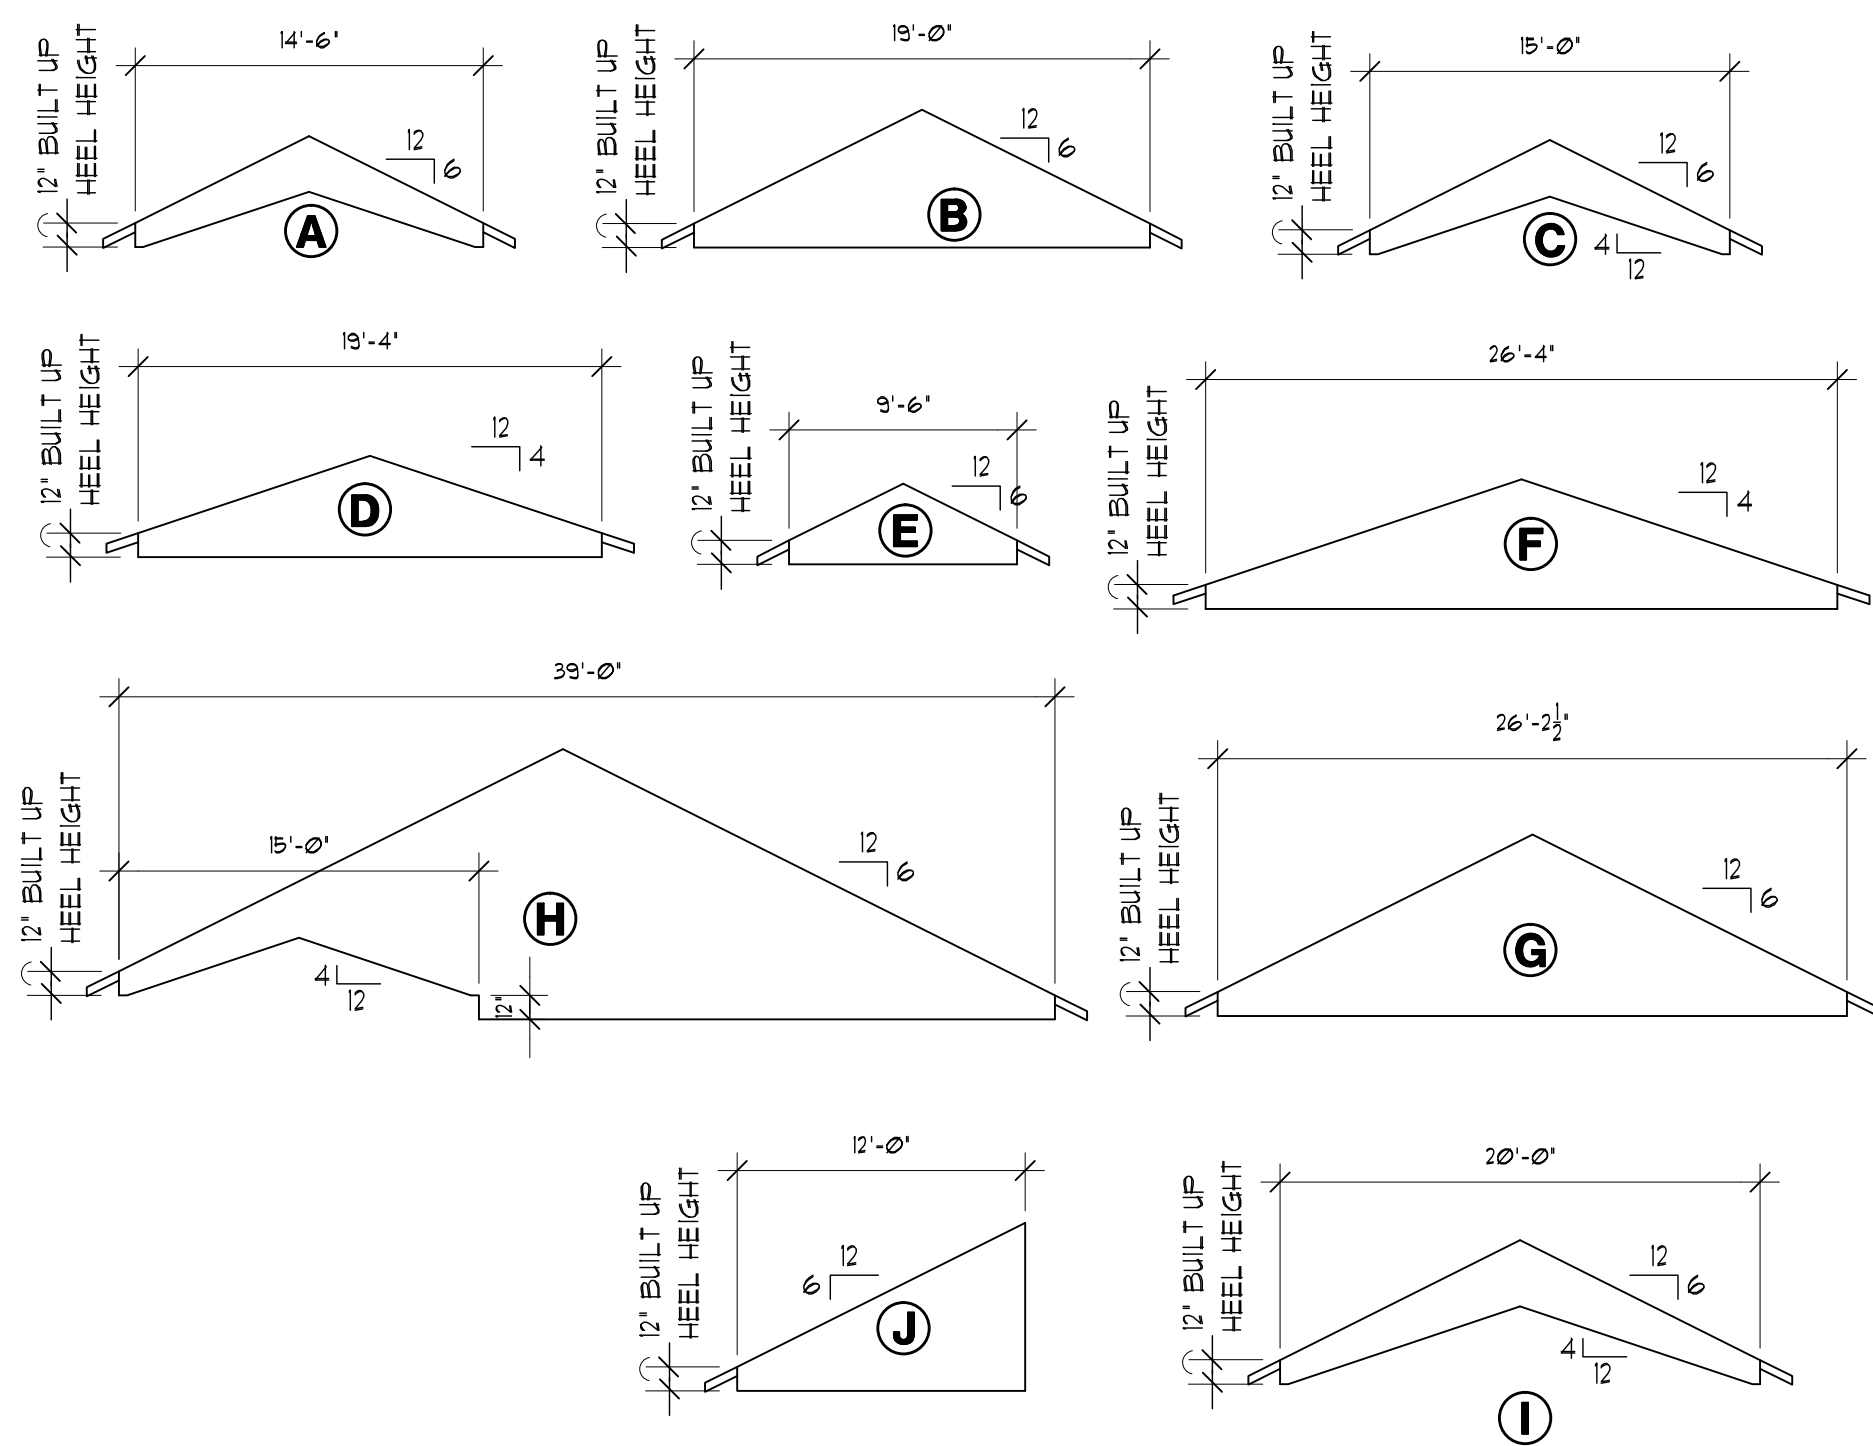 14'-6"
12" BUILT UP
HEEL HEIGHT
12
6
A
19'-0"
12" BUILT UP
HEEL HEIGHT
12
6
B
15'-0"
12" BUILT UP
HEEL HEIGHT
12
6
C
4
12
19'-4"
12" BUILT UP
HEEL HEIGHT
12
4
D
9'-6"
12" BUILT UP
HEEL HEIGHT
12
6
E
26'-4"
12" BUILT UP
HEEL HEIGHT
12
4
F
39'-0"
12" BUILT UP
HEEL HEIGHT
15'-0"
12
6
H
4
12
12"
26'-2½"
12" BUILT UP
HEEL HEIGHT
12
6
G
12'-0"
12" BUILT UP
HEEL HEIGHT
12
6
J
20'-0"
12" BUILT UP
HEEL HEIGHT
12
6
4
12
I